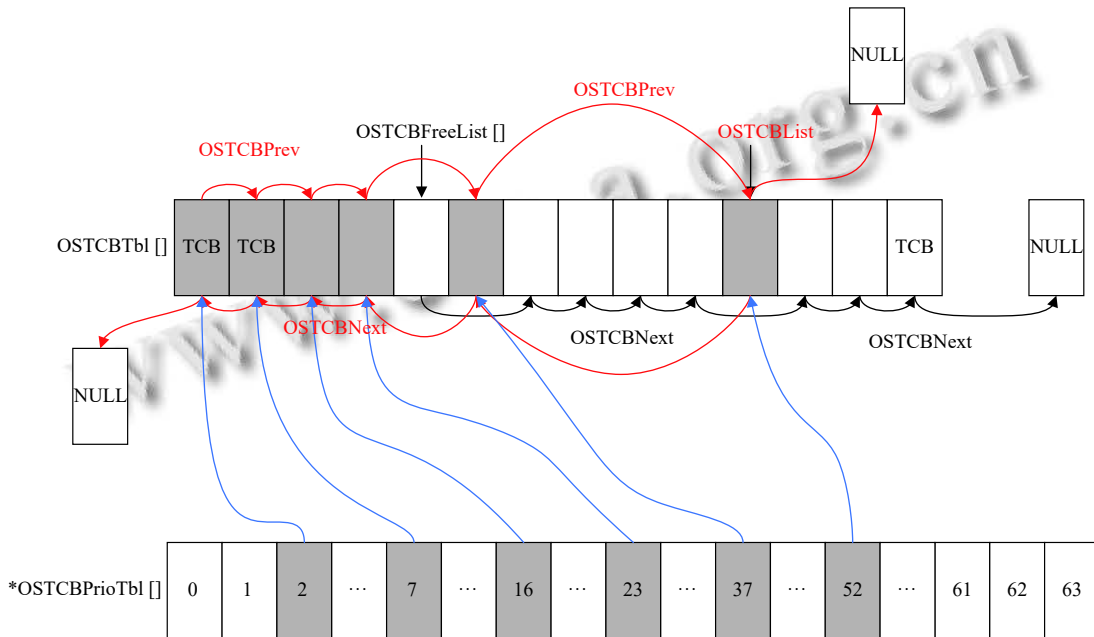 NULL
OSTCBPrev
OSTCBFreeList []
OSTCBList
OSTCBPrev
OSTCBTbl []
TCB
TCB
TCB
NULL
OSTCBNext
OSTCBNext
OSTCBNext
NULL
*OSTCBPrioTbl []
0 1 2 ··· 7 ··· 16 ··· 23 ··· 37 ··· 52 ··· 61 62 63